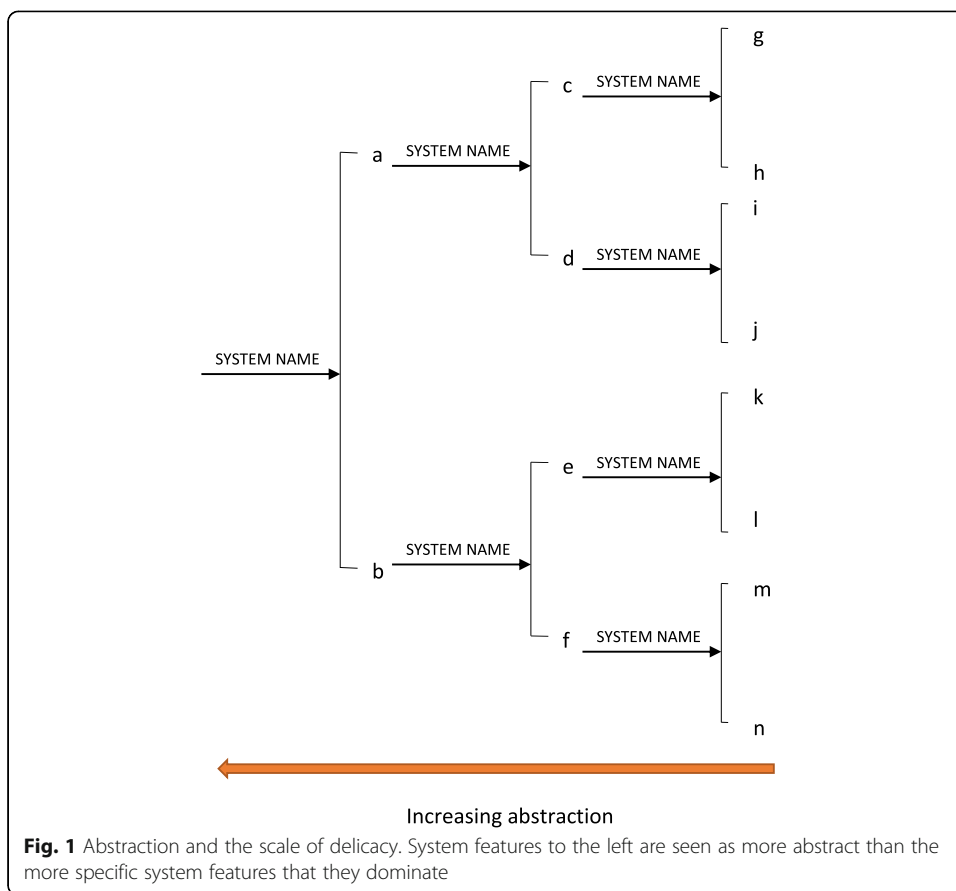 g
c
SYSTEM NAME
a
SYSTEM NAME
h
i
d
SYSTEM NAME
j
SYSTEM NAME
k
e
SYSTEM NAME
l
b
SYSTEM NAME
m
f
SYSTEM NAME
n
Increasing abstraction
Fig. 1 Abstraction and the scale of delicacy. System features to the left are seen as more abstract than the
more specific system features that they dominate